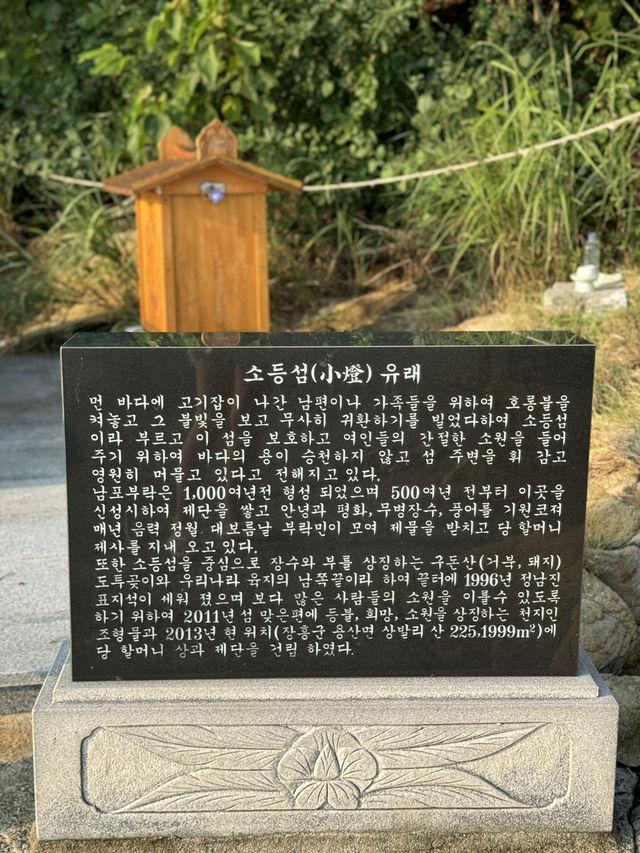 소등섬(小燈) 유래
먼 바다에 고기잡이 나간 남편이나 가족들을 위하여 호롱불을
켜놓고 그 불빛을 보고 무사히 귀환하기를 빌었다하여 소등섬
이라 부르고 이 섬을 보호하고 여인들의 간절한 소원을 들어
주기 위하여 바다의 용이 승천하지 않고 섬 주변을 휘 감고
영원히 머물고 있다고 전해지고 있다.
남포부락은 1,000여년전 형성 되었으며 500여년 전부터 이곳을
신성시하여 제단을 쌓고 안녕과 평화, 무병장수, 풍어를 기원코져
매년 음력 정월 대보름날 부락민이 모여 제물을 받치고 당 할머니
제사를 지내 오고 있다.
또한 소등섬을 중심으로 장수와 부를 상징하는 구돈산(거북, 돼지)
도투곶이와 우리나라 육지의 남쪽끝이라 하여 끝터에 1996년 정남진
표지석이 세워 졌으며 보다 많은 사람들의 소원을 이룰수 있도록
하기 위하여 2011년 섬 맞은편에 등불, 희망, 소원을 상징하는 천지인
조형물과 2013년 현 위치(장흥군 용산면 상발리 산 225,1999m²)에
당 할머니 상과 제단을 건립 하였다.